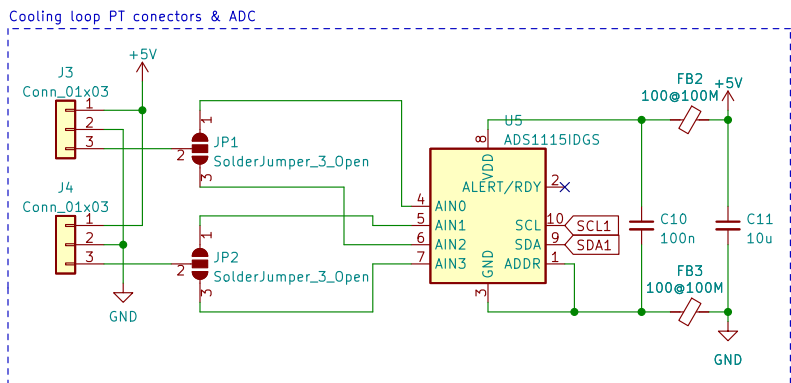 Cooling loop PT conectors & ADC
+5V
J3
Conn_01x03
1
2
3
J4
Conn_01x03
1
2
3
GND
1
2
3
JP1
SolderJumper_3_Open
1
2
3
JP2
SolderJumper_3_Open
U5
ADS1115IDGS
8
VDD
ALERT/RDY
2
4
AIN0
5
AIN1
6
AIN2
7
AIN3
SCL
10
SCL1
SDA
9
SDA1
ADDR
1
GND
3
FB2
100@100M
+5V
C10
100n
C11
10u
FB3
100@100M
GND